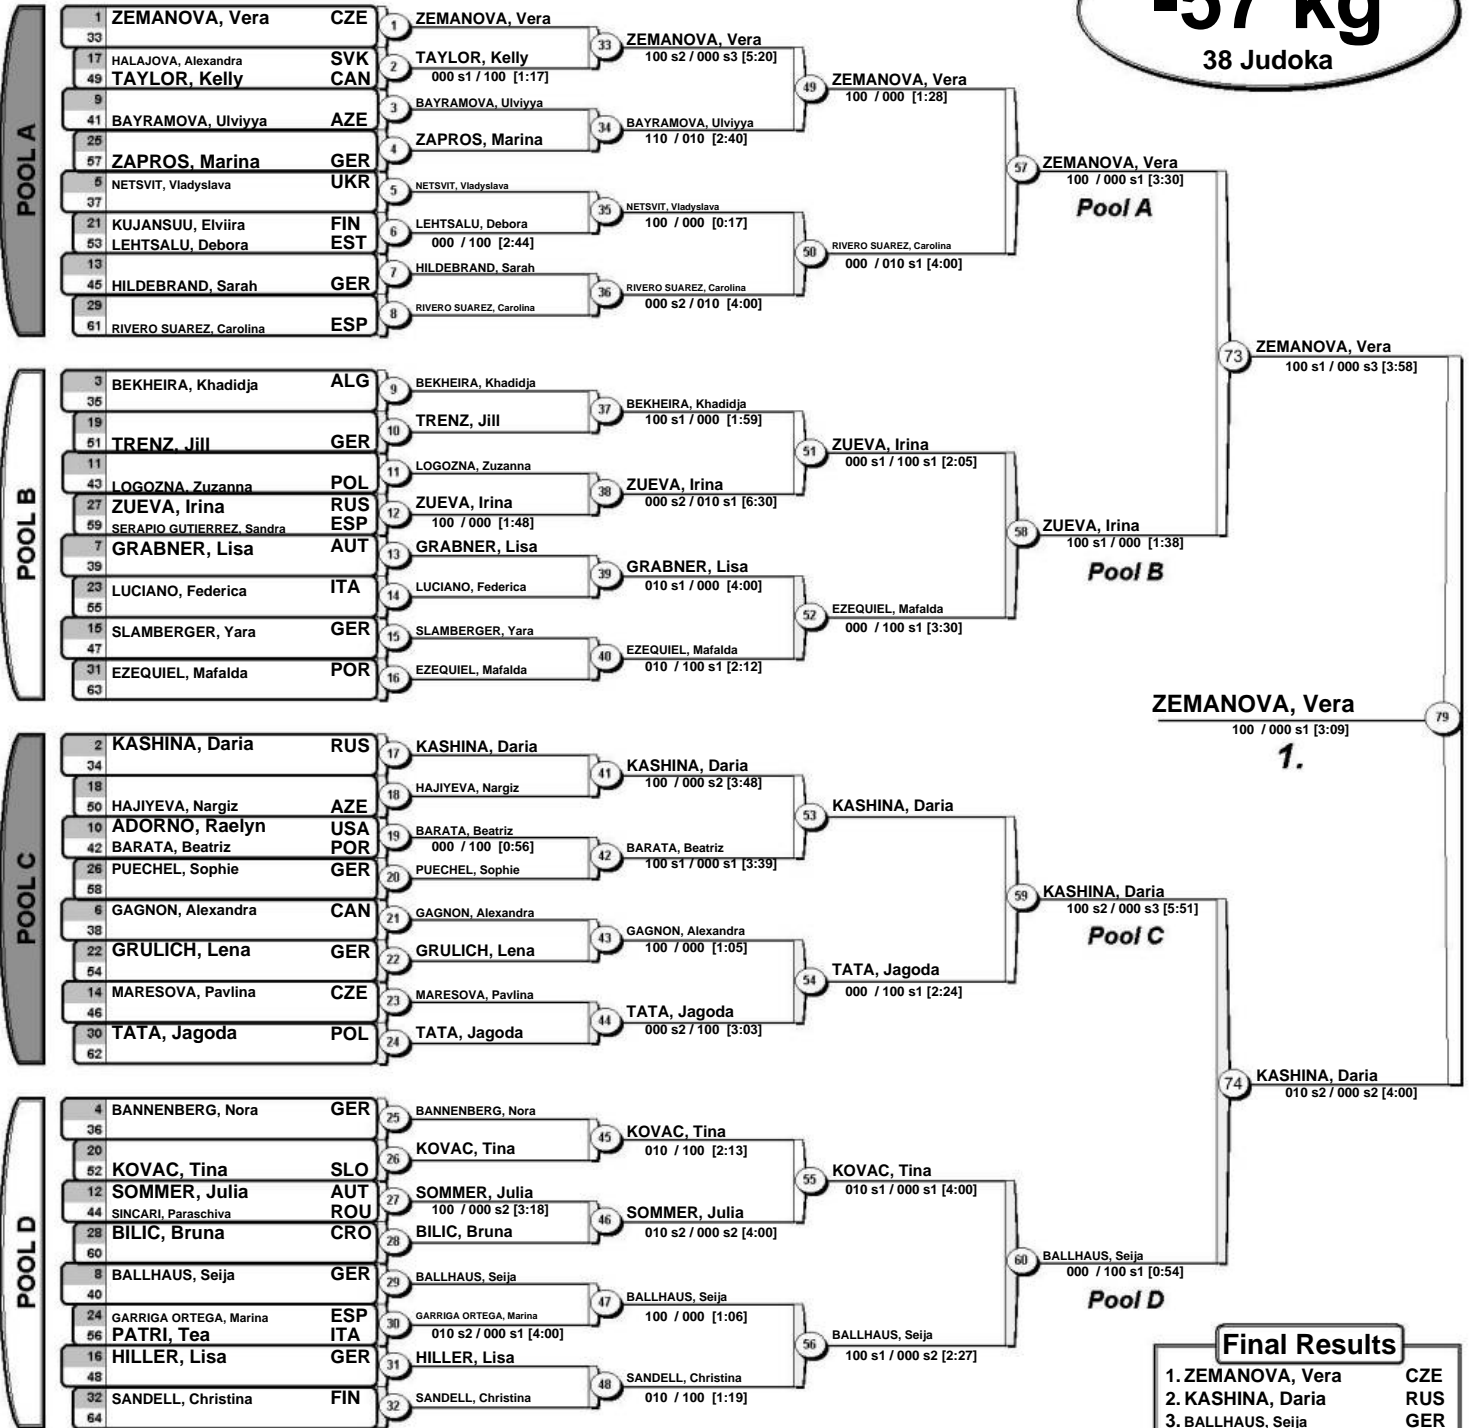 -57 kg
38 Judoka
POOL A
1 ZEMANOVA, Vera CZE
33
17 HALAJOVA, Alexandra SVK
49 TAYLOR, Kelly CAN
9
41 BAYRAMOVA, Ulviyya AZE
25
57 ZAPROS, Marina GER
5 NETSVIT, Vladyslava UKR
37
21 KUJANSUU, Elviira FIN
53 LEHTSALU, Debora EST
13
45 HILDEBRAND, Sarah GER
29
61 RIVERO SUAREZ, Carolina ESP
1 ZEMANOVA, Vera
2 TAYLOR, Kelly
000 s1 / 100 [1:17]
3 BAYRAMOVA, Ulviyya
4 ZAPROS, Marina
5 NETSVIT, Vladyslava
6 LEHTSALU, Debora
000 / 100 [2:44]
7 HILDEBRAND, Sarah
8 RIVERO SUAREZ, Carolina
33 ZEMANOVA, Vera
100 s2 / 000 s3 [5:20]
34 BAYRAMOVA, Ulviyya
110 / 010 [2:40]
35 NETSVIT, Vladyslava
100 / 000 [0:17]
36 RIVERO SUAREZ, Carolina
000 s2 / 010 [4:00]
49 ZEMANOVA, Vera
100 / 000 [1:28]
50 RIVERO SUAREZ, Carolina
000 / 010 s1 [4:00]
57 ZEMANOVA, Vera
100 / 000 s1 [3:30]
Pool A
POOL B
3 BEKHEIRA, Khadidja ALG
35
19
51 TRENZ, Jill GER
11
43 LOGOZNA, Zuzanna POL
27 ZUEVA, Irina RUS
59 SERAPIO GUTIERREZ, Sandra ESP
7 GRABNER, Lisa AUT
39
23 LUCIANO, Federica ITA
55
15 SLAMBERGER, Yara GER
47
31 EZEQUIEL, Mafalda POR
63
9 BEKHEIRA, Khadidja
10 TRENZ, Jill
11 LOGOZNA, Zuzanna
12 ZUEVA, Irina
100 / 000 [1:48]
13 GRABNER, Lisa
14 LUCIANO, Federica
15 SLAMBERGER, Yara
16 EZEQUIEL, Mafalda
37 BEKHEIRA, Khadidja
100 s1 / 000 [1:59]
38 ZUEVA, Irina
000 s2 / 010 s1 [6:30]
39 GRABNER, Lisa
010 s1 / 000 [4:00]
40 EZEQUIEL, Mafalda
010 / 100 s1 [2:12]
51 ZUEVA, Irina
000 s1 / 100 s1 [2:05]
52 EZEQUIEL, Mafalda
000 / 100 s1 [3:30]
58 ZUEVA, Irina
100 s1 / 000 [1:38]
Pool B
73 ZEMANOVA, Vera
100 s1 / 000 s3 [3:58]
ZEMANOVA, Vera 79
100 / 000 s1 [3:09]
1.
POOL C
2 KASHINA, Daria RUS
34
18
50 HAJIYEVA, Nargiz AZE
10 ADORNO, Raelyn USA
42 BARATA, Beatriz POR
26 PUECHEL, Sophie GER
58
6 GAGNON, Alexandra CAN
38
22 GRULICH, Lena GER
54
14 MARESOVA, Pavlina CZE
46
30 TATA, Jagoda POL
62
17 KASHINA, Daria
18 HAJIYEVA, Nargiz
19 BARATA, Beatriz
000 / 100 [0:56]
20 PUECHEL, Sophie
21 GAGNON, Alexandra
22 GRULICH, Lena
23 MARESOVA, Pavlina
24 TATA, Jagoda
41 KASHINA, Daria
100 / 000 s2 [3:48]
42 BARATA, Beatriz
100 s1 / 000 s1 [3:39]
43 GAGNON, Alexandra
100 / 000 [1:05]
44 TATA, Jagoda
000 s2 / 100 [3:03]
53 KASHINA, Daria
54 TATA, Jagoda
000 / 100 s1 [2:24]
59 KASHINA, Daria
100 s2 / 000 s3 [5:51]
Pool C
POOL D
4 BANNENBERG, Nora GER
36
20
52 KOVAC, Tina SLO
12 SOMMER, Julia AUT
44 SINCARI, Paraschiva ROU
28 BILIC, Bruna CRO
60
8 BALLHAUS, Seija GER
40
24 GARRIGA ORTEGA, Marina ESP
56 PATRI, Tea ITA
16 HILLER, Lisa GER
48
32 SANDELL, Christina FIN
64
25 BANNENBERG, Nora
26 KOVAC, Tina
27 SOMMER, Julia
100 / 000 s2 [3:18]
28 BILIC, Bruna
29 BALLHAUS, Seija
30 GARRIGA ORTEGA, Marina
010 s2 / 000 s1 [4:00]
31 HILLER, Lisa
32 SANDELL, Christina
45 KOVAC, Tina
010 / 100 [2:13]
46 SOMMER, Julia
010 s2 / 000 s2 [4:00]
47 BALLHAUS, Seija
100 / 000 [1:06]
48 SANDELL, Christina
010 / 100 [1:19]
55 KOVAC, Tina
010 s1 / 000 s1 [4:00]
56 BALLHAUS, Seija
100 s1 / 000 s2 [2:27]
60 BALLHAUS, Seija
000 / 100 s1 [0:54]
Pool D
74 KASHINA, Daria
010 s2 / 000 s2 [4:00]
Final Results
1. ZEMANOVA, Vera CZE
2. KASHINA, Daria RUS
3. BALLHAUS, Seija GER